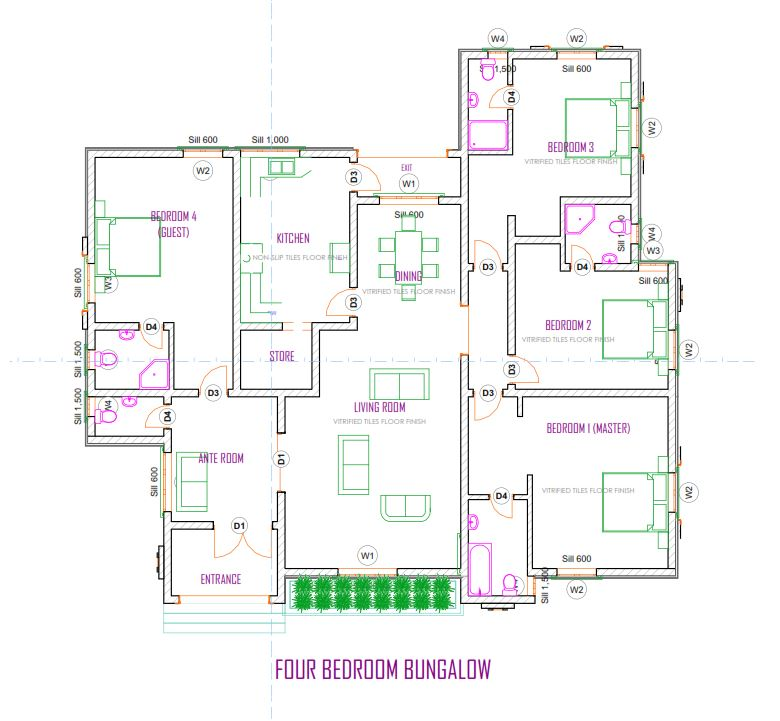 W4
W2
Sill 600
D4
W2
BEDROOM 3
VITRIFIED TILES FLOOR FINISH
Sill 600
Sill 1,000
W2
D3
EXIT
W1
Sill 600
BEDROOM 4
(GUEST)
KITCHEN
NON SLIP TILES FLOOR FINISH
W4
W3
D3
D4
Sill 600
DINING
VITRIFIED TILES FLOOR FINISH
Sill 600
W3
D3
D4
BEDROOM 2
VITRIFIED TILES FLOOR FINISH
W2
Sill 1,500
STORE
D3
D3
D3
Sill 1,500
W4
D4
LIVING ROOM
VITRIFIED TILES FLOOR FINISH
BEDROOM 1 (MASTER)
ANTE ROOM
D1
Sill 600
VITRIFIED TILES FLOOR FINISH
W2
D4
D1
W1
Sill 600
ENTRANCE
Sill 1,500
W2
FOUR BEDROOM BUNGALOW